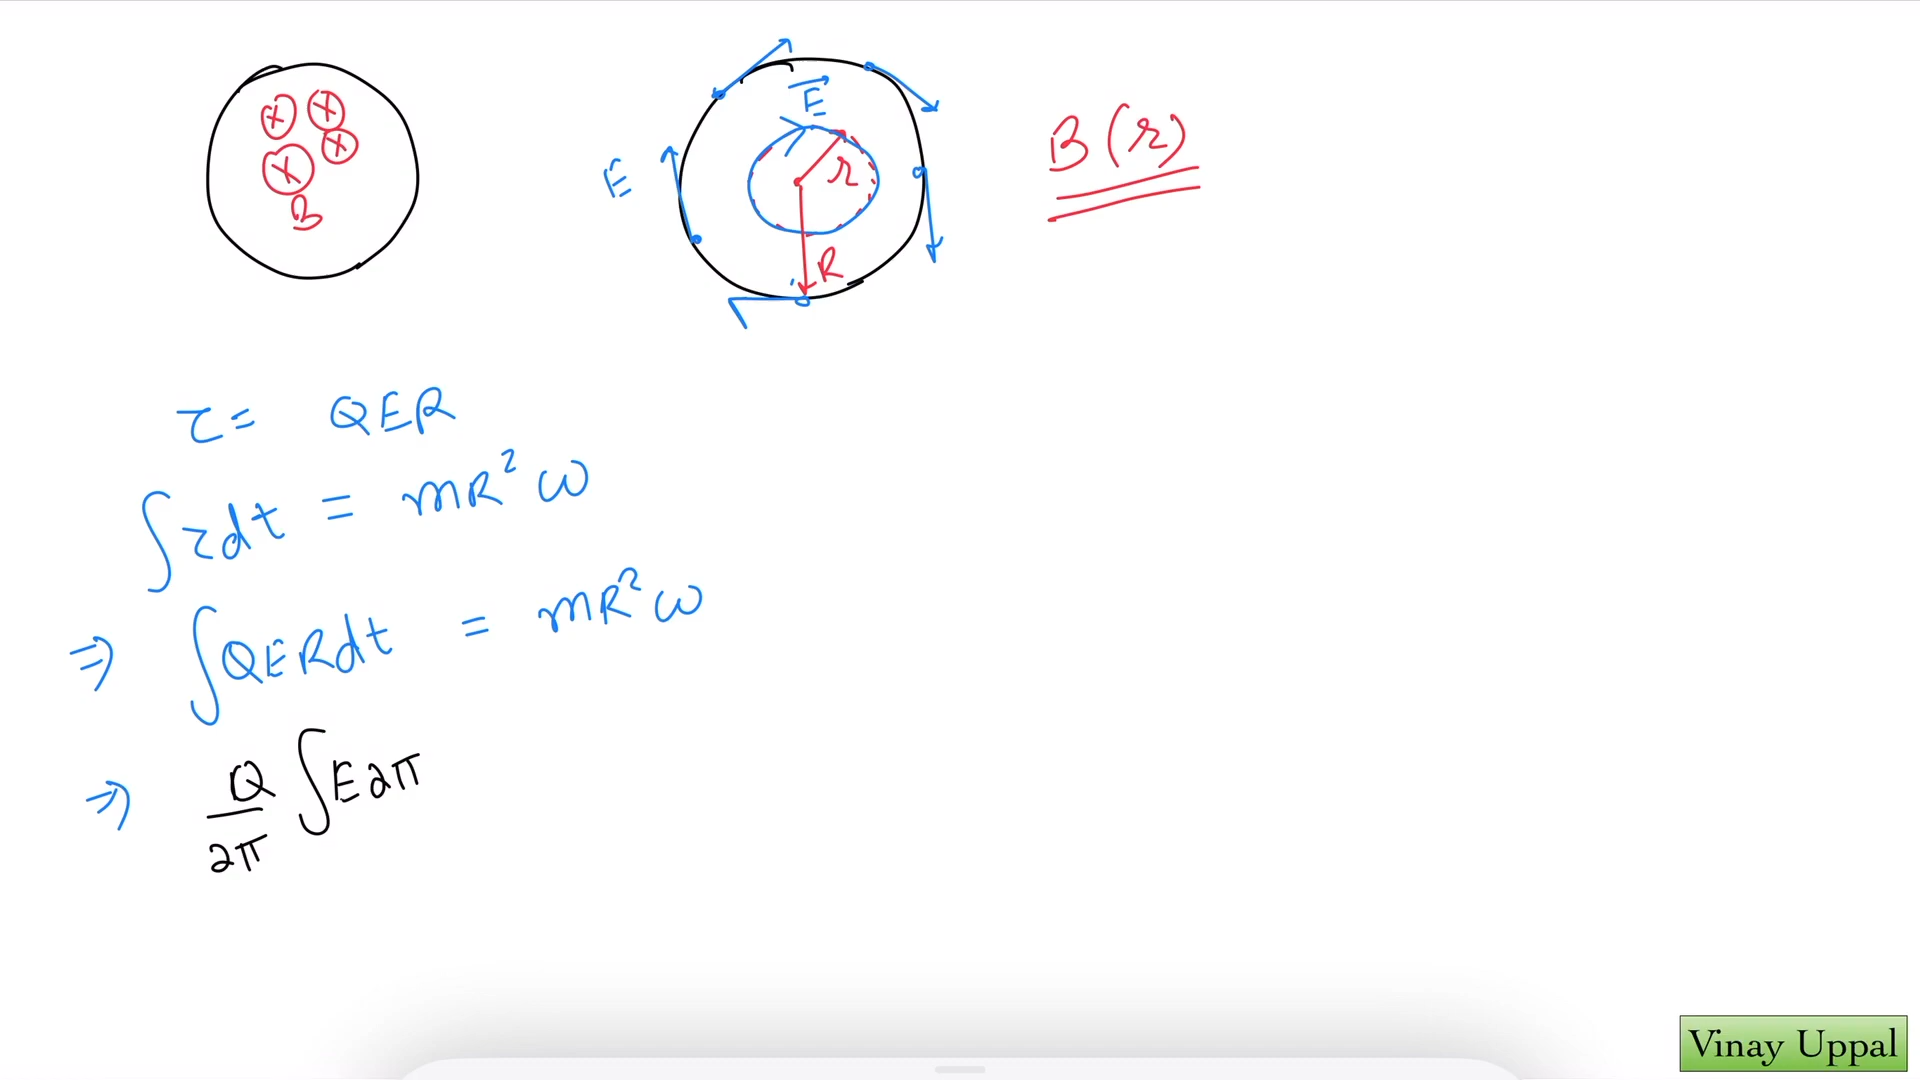 X X
X X
B
E
E
r
R
B(r)
τ = QER
∫τdt = mR²ω
⇒ ∫QERdt = mR²ω
⇒ Q/2π ∫E2π
Vinay Uppal